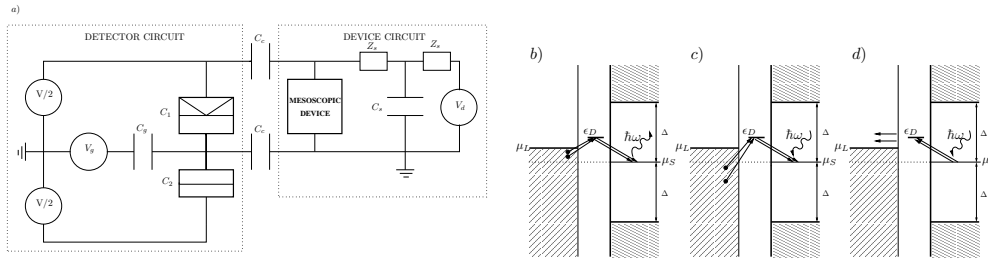 a)
DETECTOR CIRCUIT
DEVICE CIRCUIT
C_c
Z_s
Z_s
V/2
C_1
MESOSCOPIC
DEVICE
C_s
V_d
C_g
V_g
C_c
C_2
V/2
b)
μ_L
ϵ_D
ħω
Δ
μ_S
Δ
c)
μ_L
ϵ_D
ħω
Δ
μ_S
Δ
d)
μ_L
ϵ_D
ħω
Δ
μ
Δ